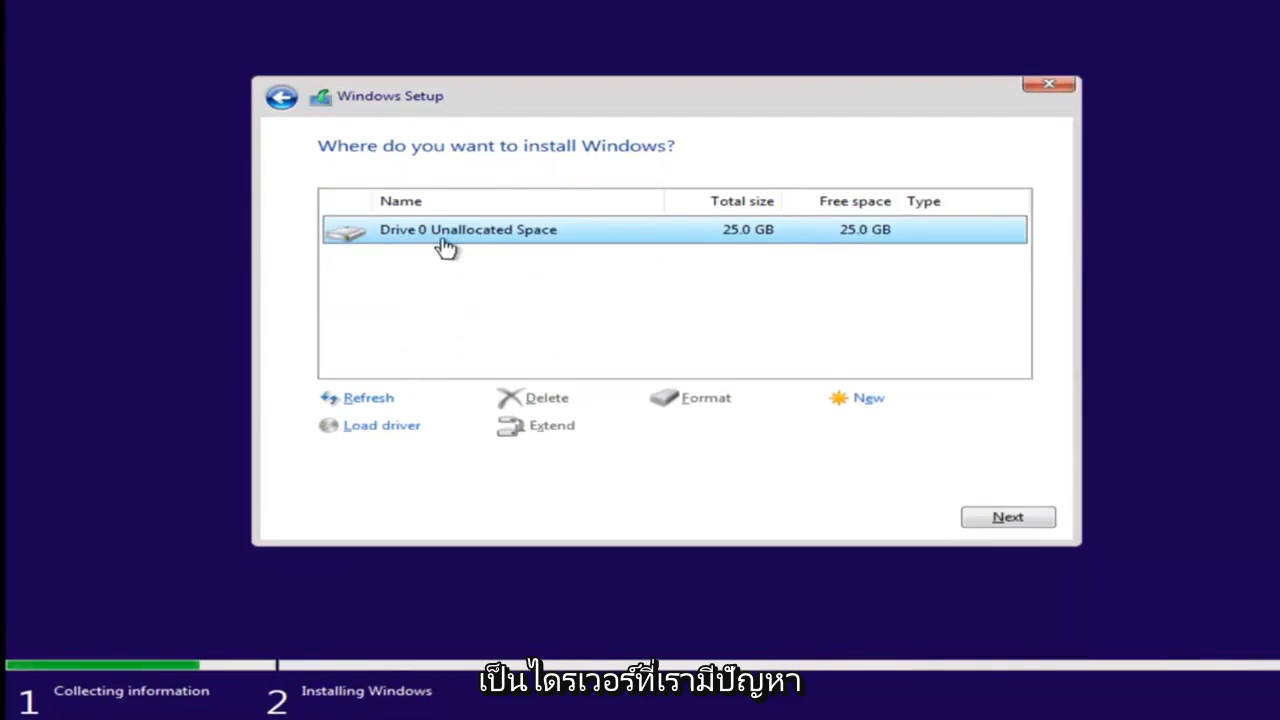 Windows Setup
Where do you want to install Windows?
Name Total size Free space Type
Drive 0 Unallocated Space 25.0 GB 25.0 GB
Refresh Delete Format New
Load driver Extend
Next
เป็นไดรเวอร์ที่เรามีปัญหา
1 Collecting information 2 Installing Windows